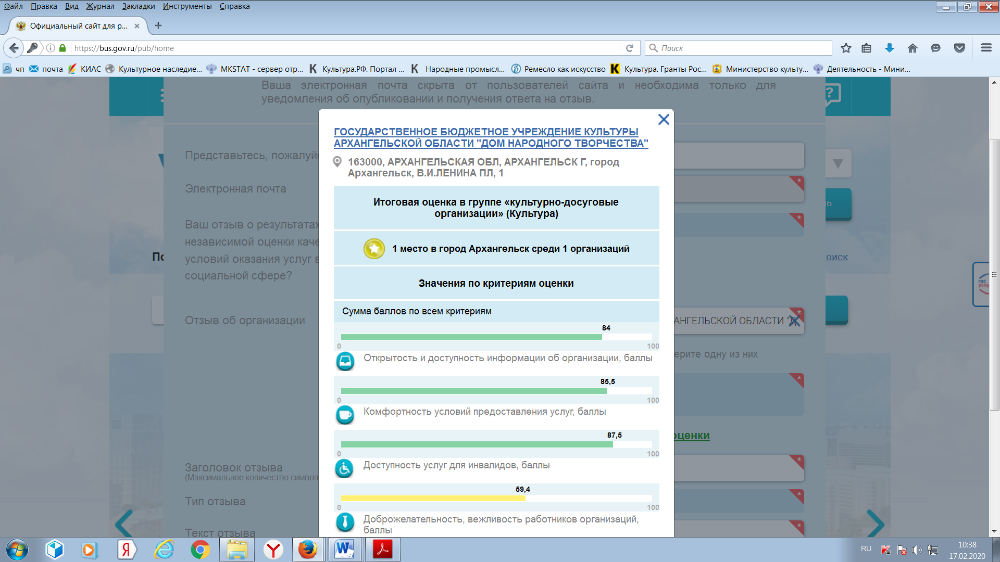 Файл Правка Вид Журнал Закладки Инструменты Справка
Официальный сайт для р...
https://bus.gov.ru/pub/home
Поиск
чп почта КИАС Культурное наследие... MKSTAT - сервер отр... Культура.РФ. Портал ... Народные промысл... Ремесло как искусство Культура. Гранты Рос... Министерство культу... Деятельность - Мини...
Ваша электронная почта скрыта от пользователей сайта и необходима только для
уведомления об опубликовании и получения ответа на отзыв.
ГОСУДАРСТВЕННОЕ БЮДЖЕТНОЕ УЧРЕЖДЕНИЕ КУЛЬТУРЫ
АРХАНГЕЛЬСКОЙ ОБЛАСТИ "ДОМ НАРОДНОГО ТВОРЧЕСТВА"
163000, АРХАНГЕЛЬСКАЯ ОБЛ, АРХАНГЕЛЬСК Г, город
Архангельск, В.И.ЛЕНИНА ПЛ, 1
Итоговая оценка в группе «культурно-досуговые
организации» (Культура)
1 место в город Архангельск среди 1 организаций
Значения по критериям оценки
Сумма баллов по всем критериям
84
0 100
Открытость и доступность информации об организации, баллы
85,5
0 100
Комфортность условий предоставления услуг, баллы
87,5
0 100
Доступность услуг для инвалидов, баллы
59,4
0 100
Доброжелательность, вежливость работников организаций,
баллы
Представьтесь, пожалуйс
Электронная почта
Ваш отзыв о результатах
независимой оценки каче
условий оказания услуг в
социальной сфере?
Отзыв об организации
АНГЕЛЬСКОЙ ОБЛАСТИ "Д
ерите одну из них
оценки
Заголовок отзыва
(Максимальное количество символ
Тип отзыва
Текст отзыва
По
оиск
гос
услу
RU
10:38
17.02.2020